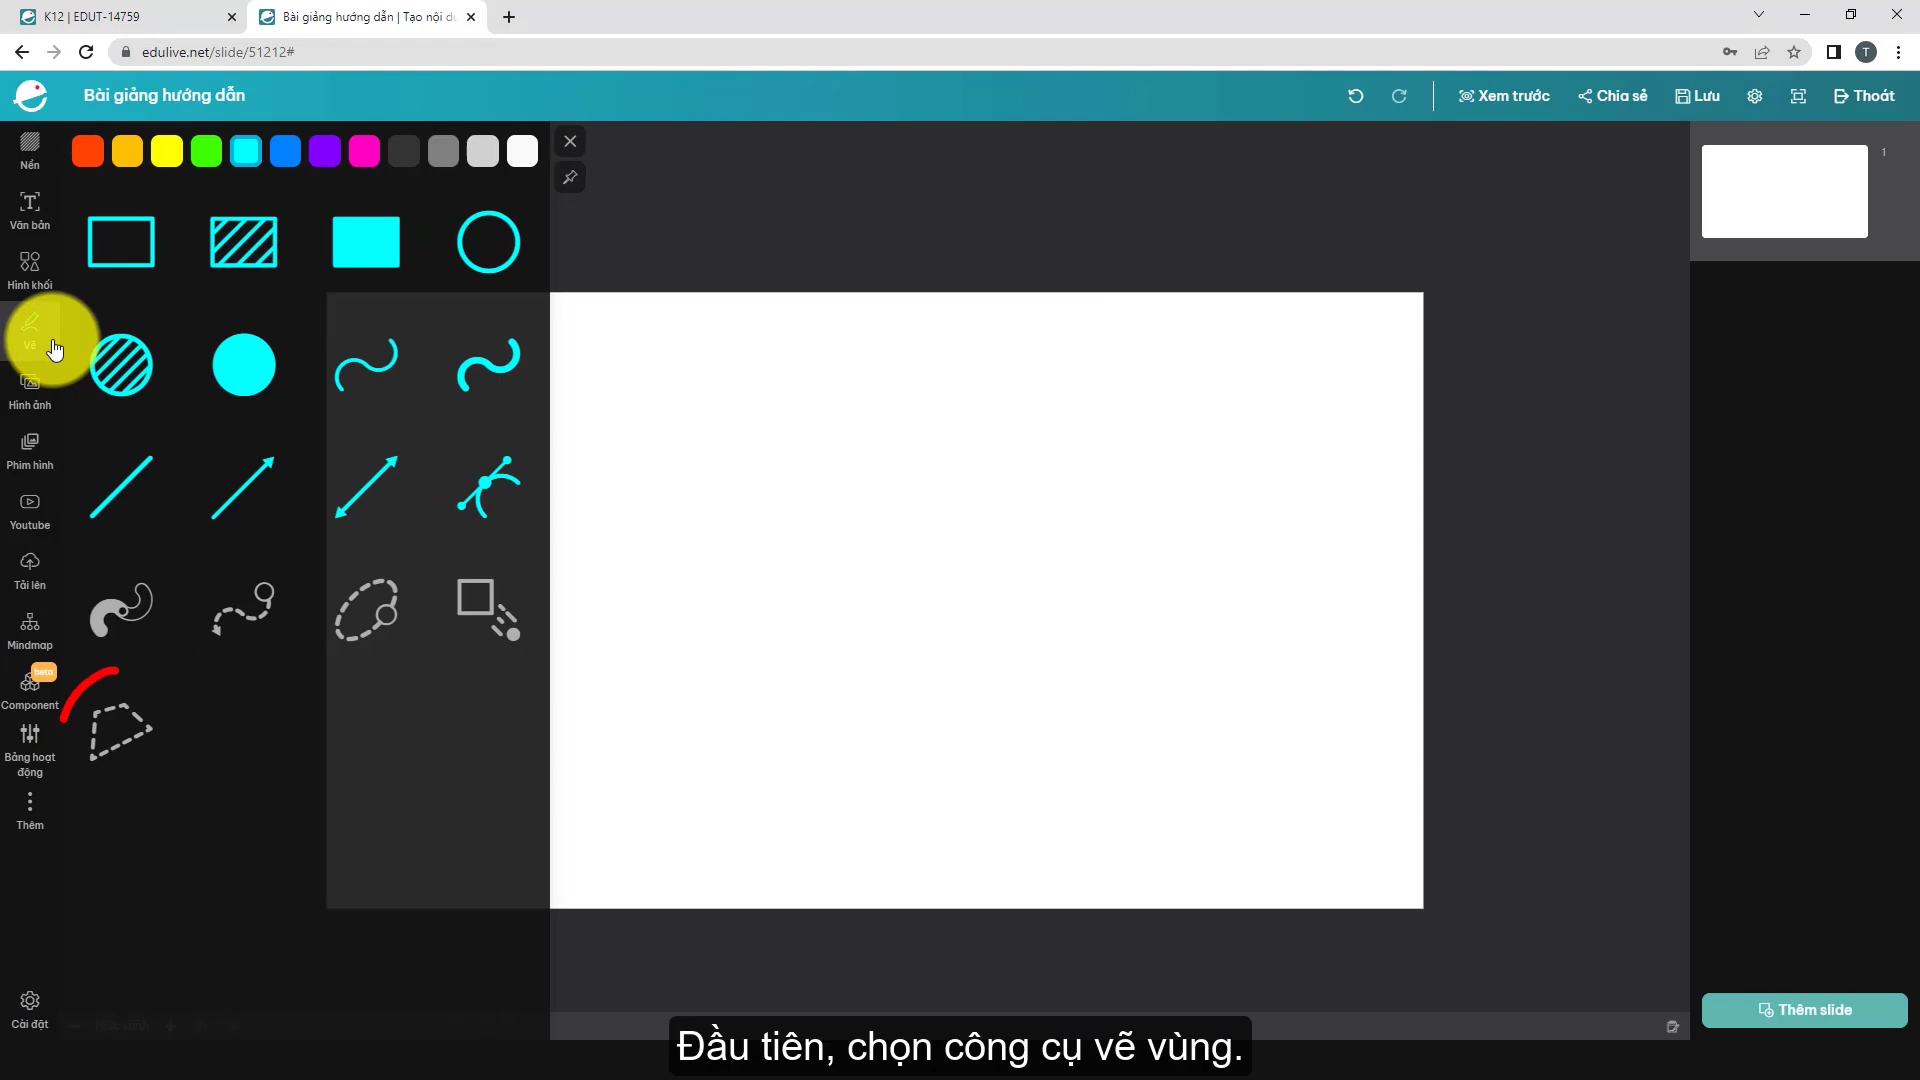 K12 | EDUT-14759
Bài giảng hướng dẫn | Tạo nội du
edulive.net/slide/51212#
T
Bài giảng hướng dẫn
Xem trước
Chia sẻ
Lưu
Thoát
Nền
Văn bản
Hình khối
Vẽ
Hình ảnh
Phim hình
Youtube
Tải lên
Mindmap
beta
Component
Bảng hoạt
động
Thêm
Cài đặt
1
Thêm slide
Đầu tiên, chọn công cụ vẽ vùng.